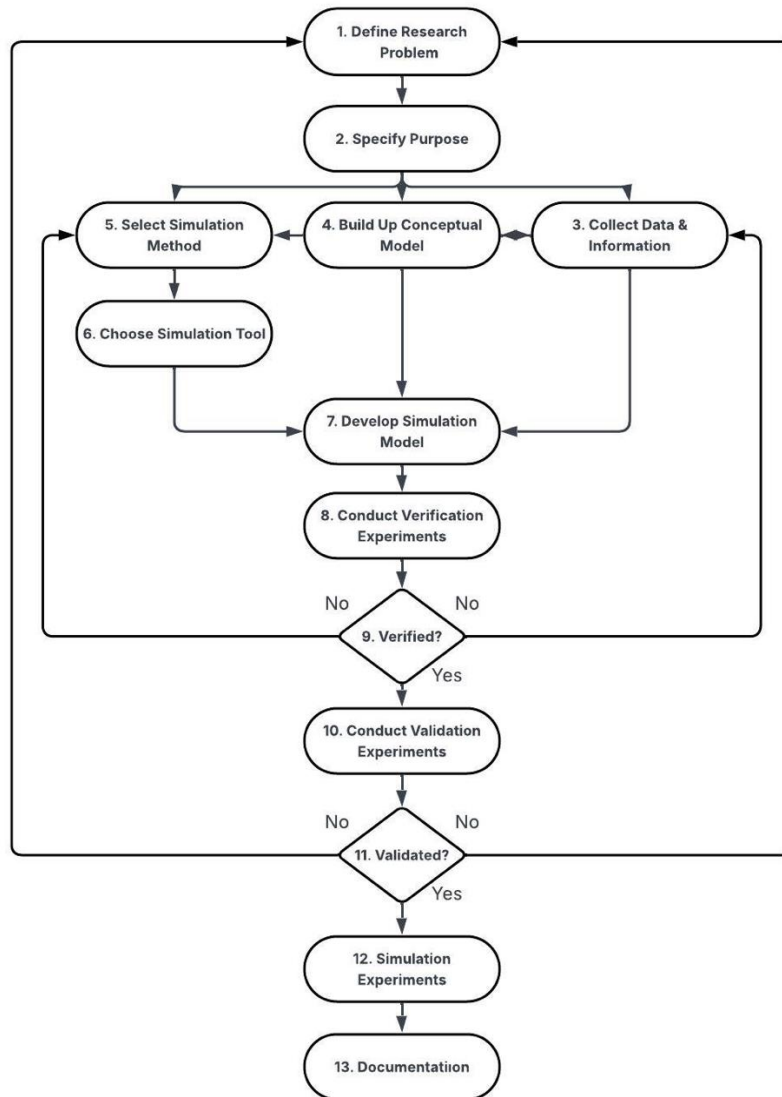 1. Define Research
Problem
2. Specify Purpose
5. Select Simulation
Method
4. Build Up Conceptual
Model
3. Collect Data &
Information
6. Choose Simulation Tool
7. Develop Simulation
Model
8. Conduct Verification
Experiments
No
No
9. Verified?
Yes
10. Conduct Validation
Experiments
No
No
11. Validated?
Yes
12. Simulation
Experiments
13. Documentatiion